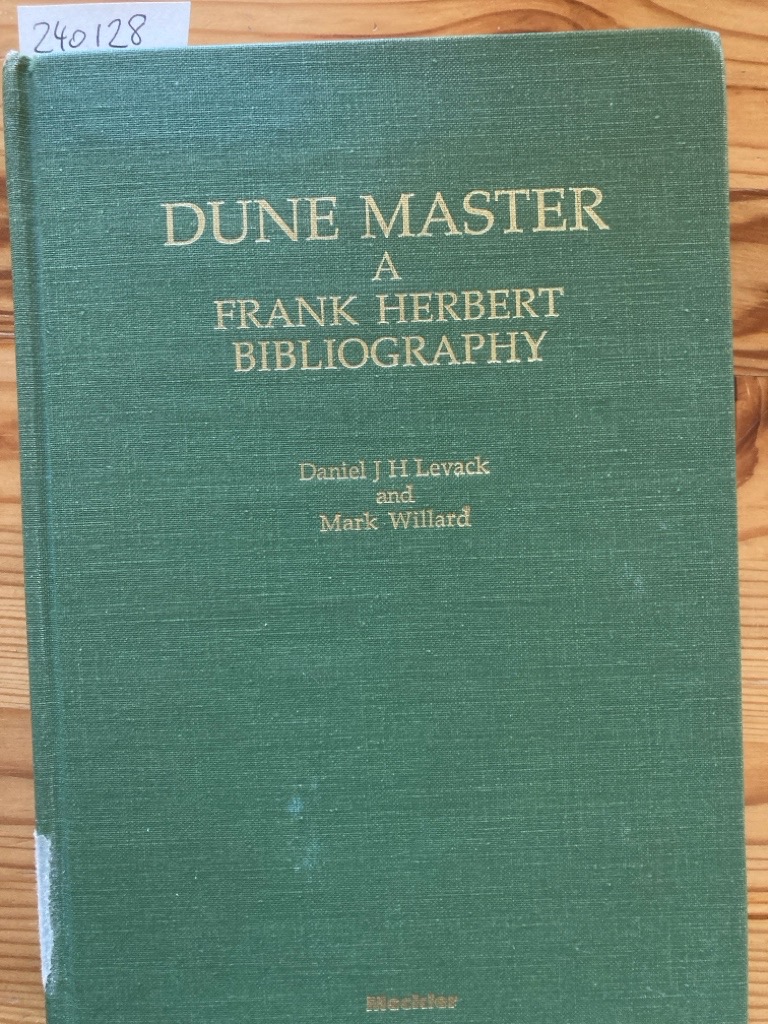 240128
DUNE MASTER
A
FRANK HERBERT
BIBLIOGRAPHY
Daniel J H Levack
and
Mark Willard
Meckler